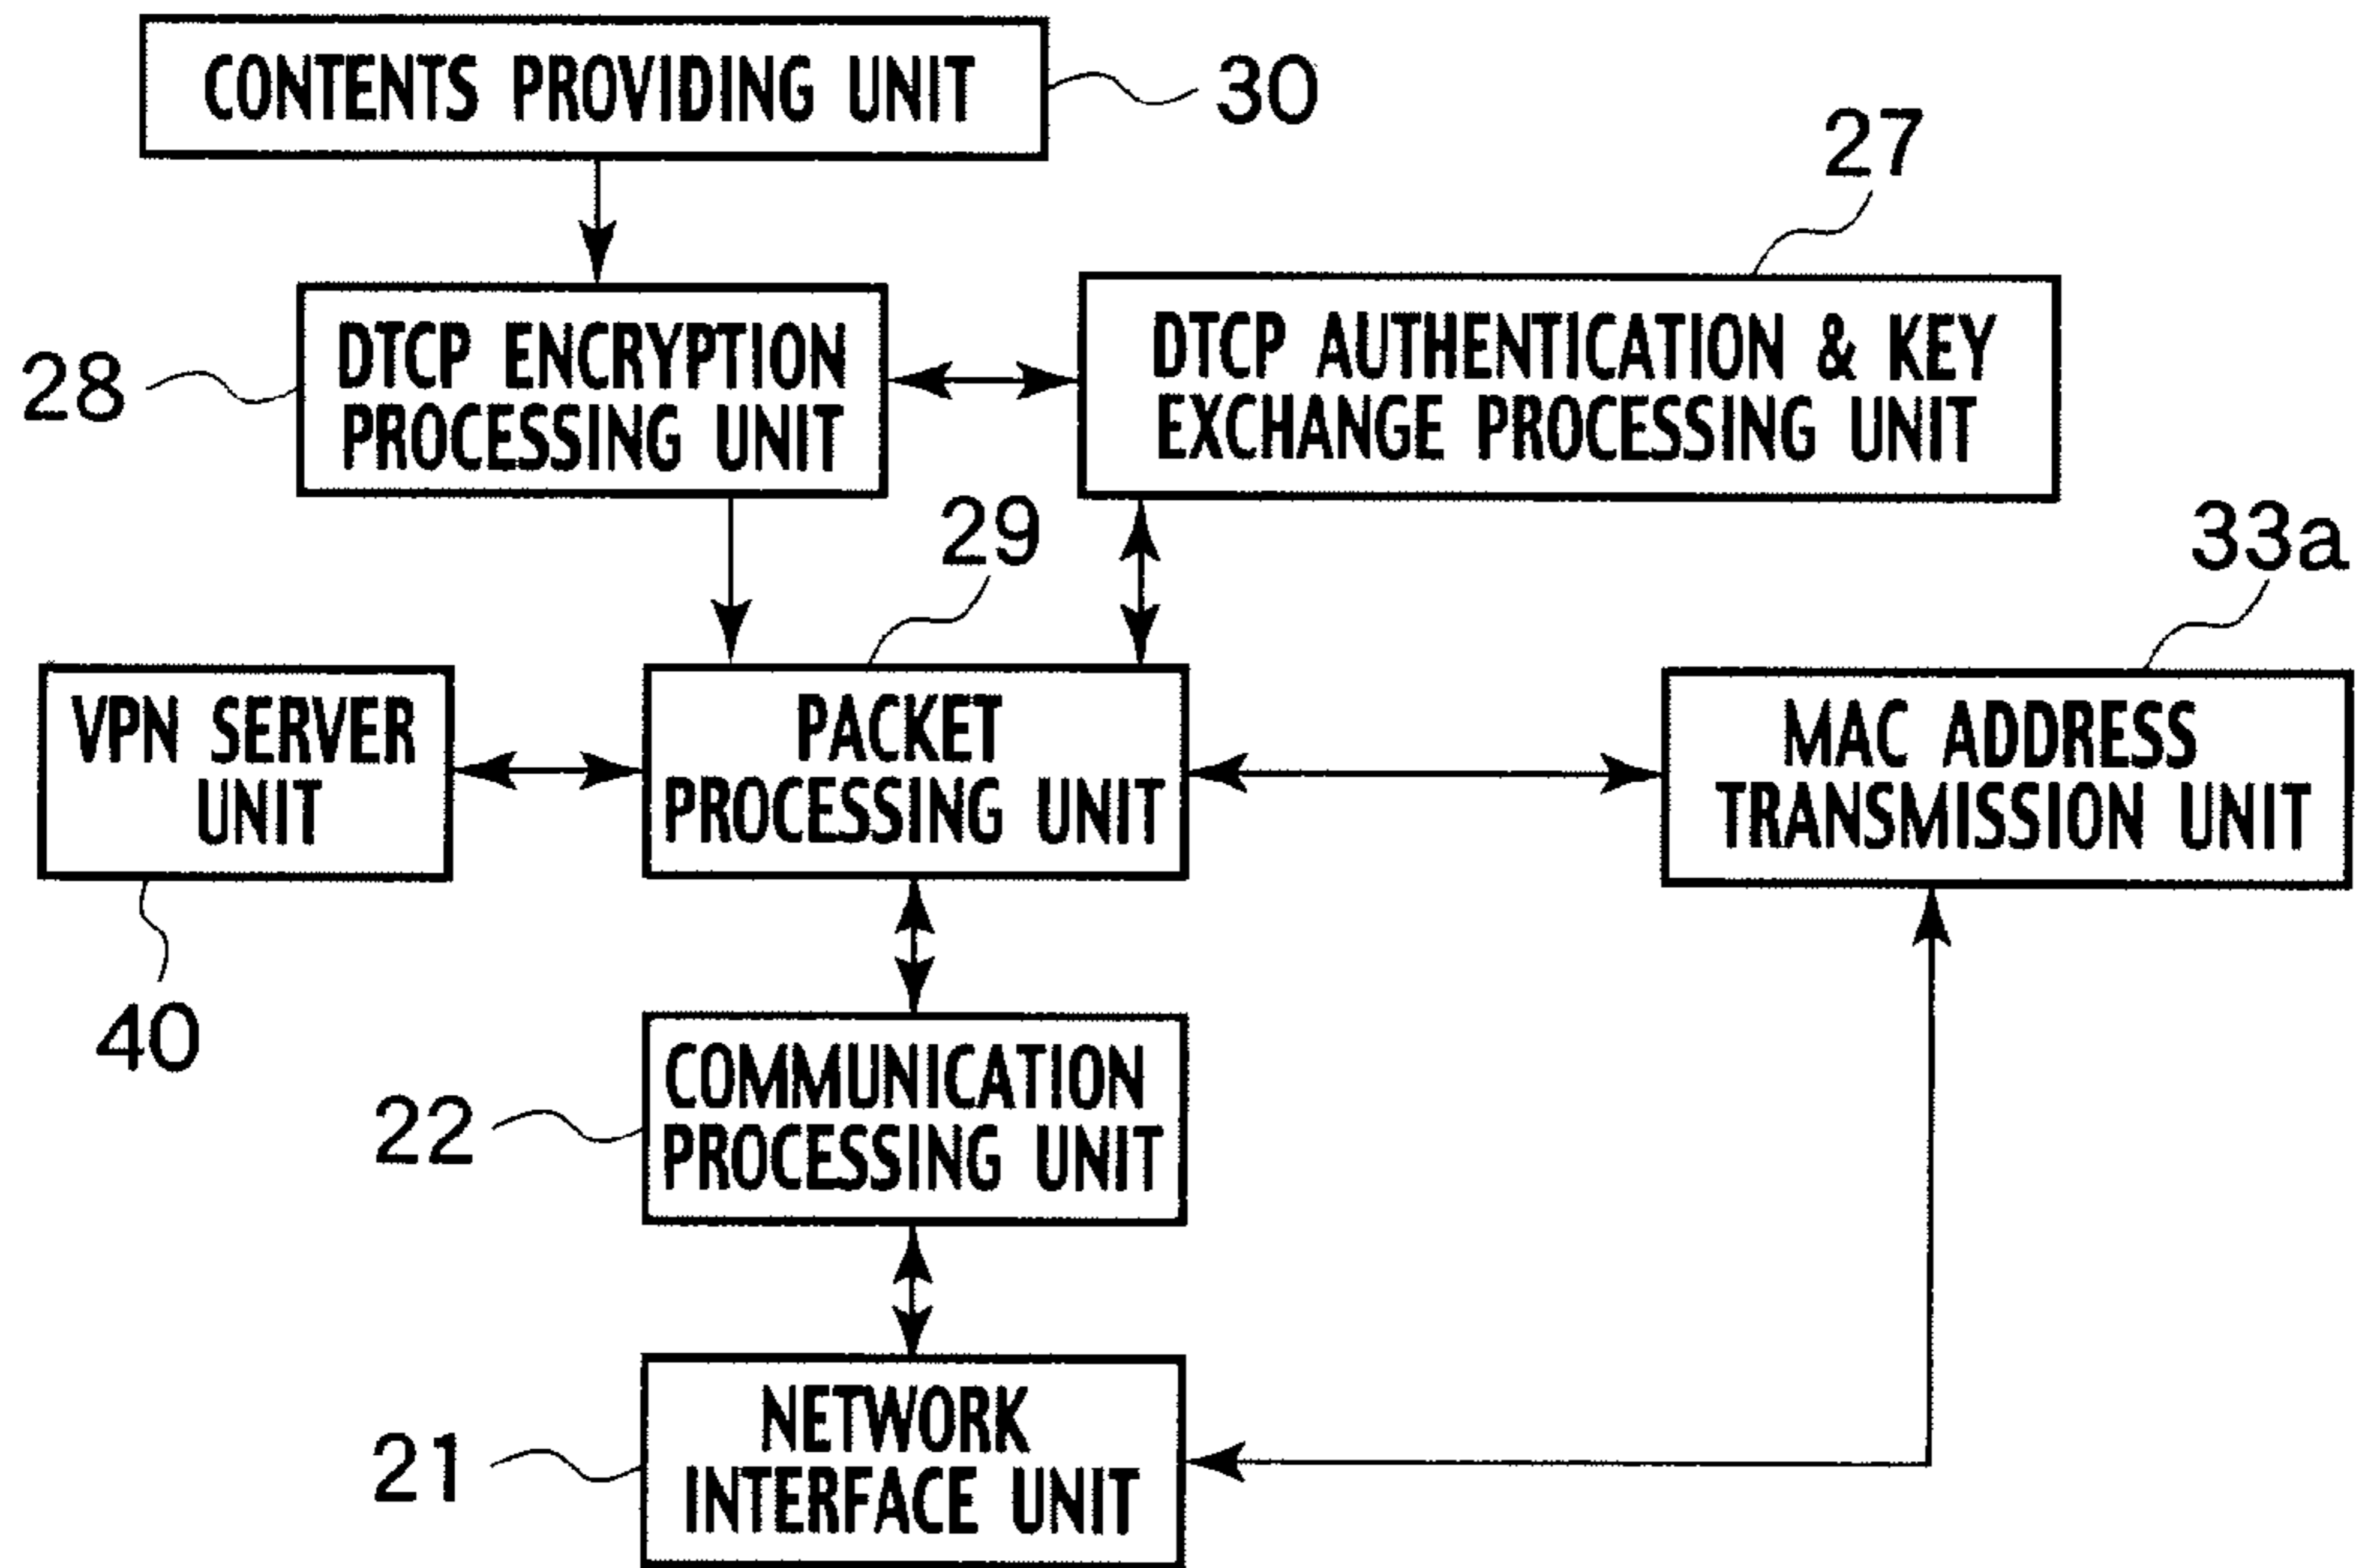 CONTENTS PROVIDING UNIT
30
27
DTCP ENCRYPTION
PROCESSING UNIT
28
DTCP AUTHENTICATION & KEY
EXCHANGE PROCESSING UNIT
29
33a
VPN SERVER
UNIT
PACKET
PROCESSING UNIT
MAC ADDRESS
TRANSMISSION UNIT
40
22
COMMUNICATION
PROCESSING UNIT
21
NETWORK
INTERFACE UNIT